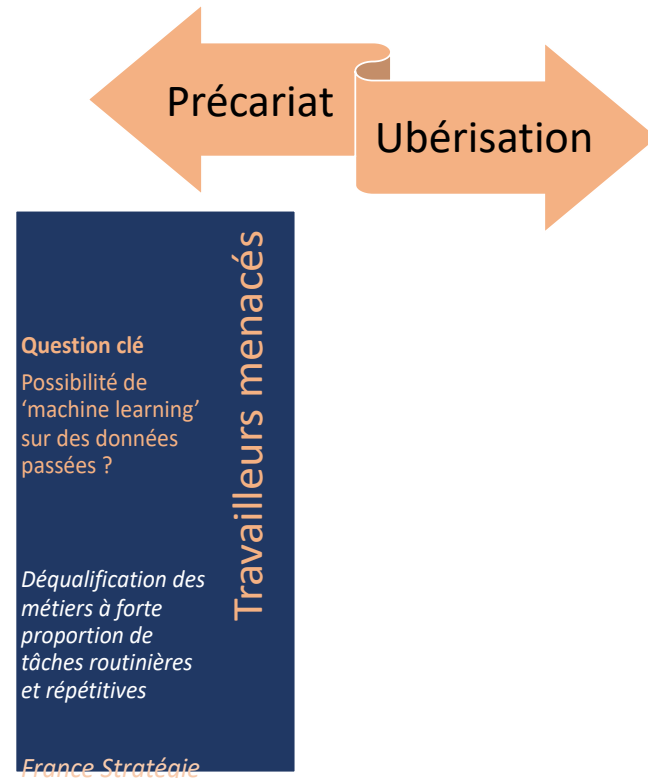 Précariat
Ubérisation
Travailleurs menacés
Question clé
Possibilité de
‘machine learning’
sur des données
passées ?
Déqualification des
métiers à forte
proportion de
tâches routinières
et répétitives
France Stratégie